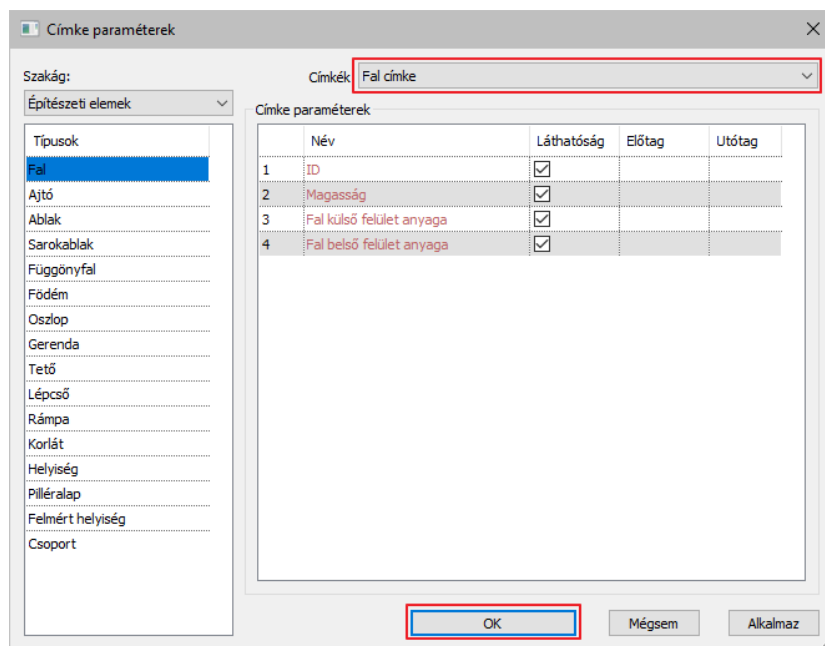 Címke paraméterek
Szakág:
Építészeti elemek
Címkék
Fal címke
Típusok
Fal
Ajtó
Ablak
Sarokablak
Függönyfal
Födém
Oszlop
Gerenda
Tető
Lépcső
Rámpa
Korlát
Helyiség
Pilléralap
Felmért helyiség
Csoport
Címke paraméterek
Név Láthatóság Előtag Utótag
1 ID
2 Magasság
3 Fal külső felület anyaga
4 Fal belső felület anyaga
OK Mégsem Alkalmaz